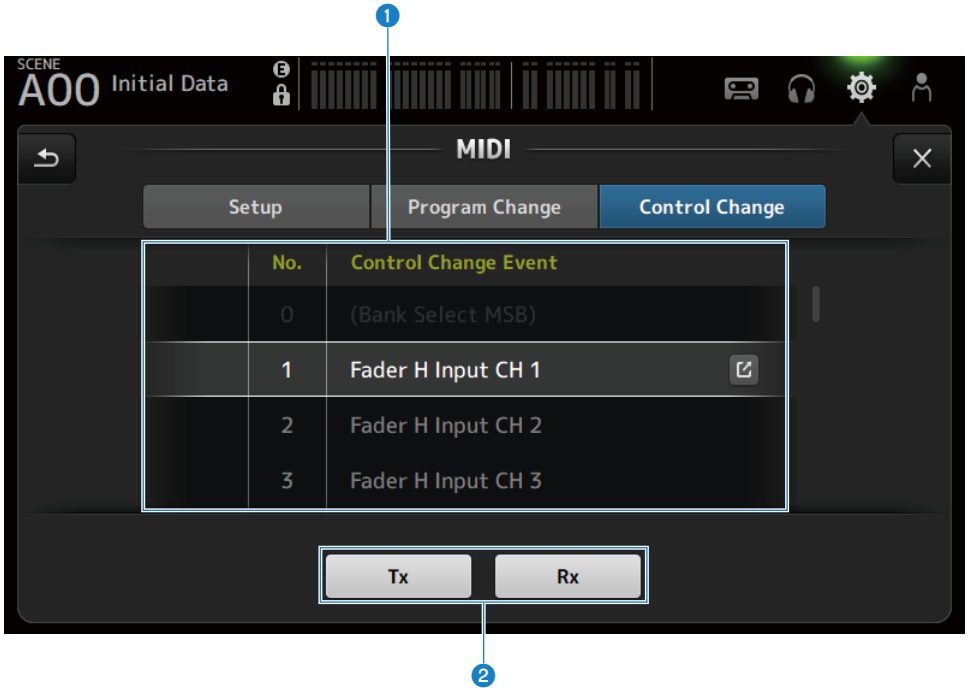 1
SCENE
A00 Initial Data
E
MIDI
Setup Program Change Control Change
No. Control Change Event
0 (Bank Select MSB)
1 Fader H Input CH 1
2 Fader H Input CH 2
3 Fader H Input CH 3
Tx Rx
2